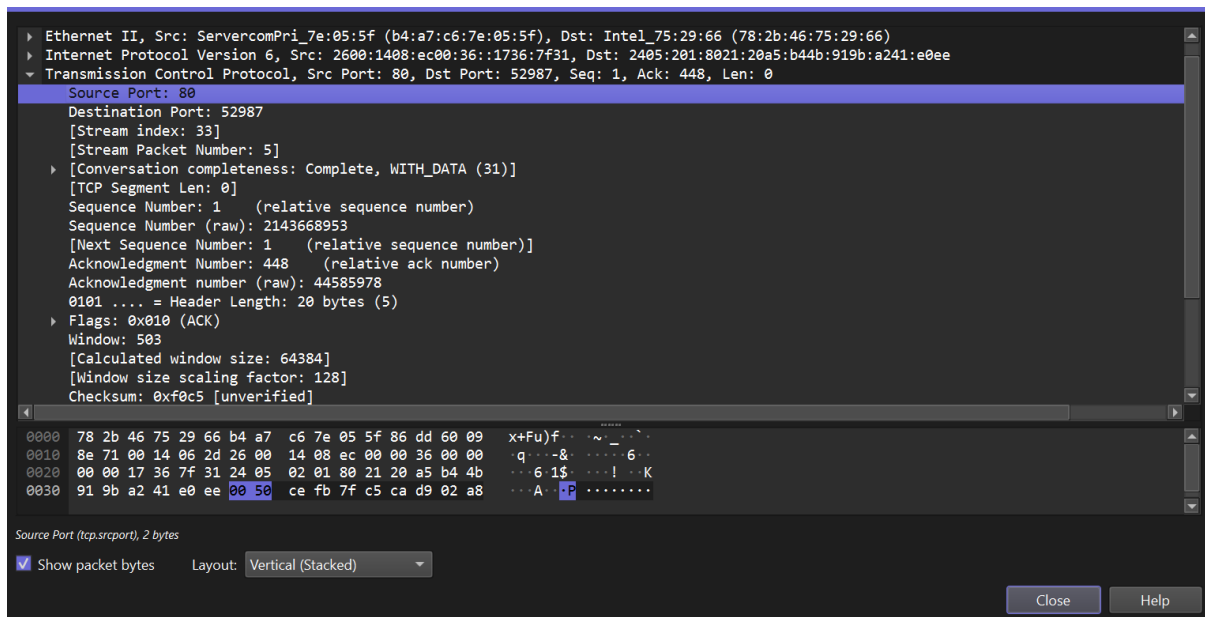 Ethernet II, Src: ServercomPri_7e:05:5f (b4:a7:c6:7e:05:5f), Dst: Intel_75:29:66 (78:2b:46:75:29:66)
Internet Protocol Version 6, Src: 2600:1408:ec00:36::1736:7f31, Dst: 2405:201:8021:20a5:b44b:919b:a241:e0ee
Transmission Control Protocol, Src Port: 80, Dst Port: 52987, Seq: 1, Ack: 448, Len: 0
Source Port: 80
Destination Port: 52987
[Stream index: 33]
[Stream Packet Number: 5]
[Conversation completeness: Complete, WITH_DATA (31)]
[TCP Segment Len: 0]
Sequence Number: 1    (relative sequence number)
Sequence Number (raw): 2143668953
[Next Sequence Number: 1    (relative sequence number)]
Acknowledgment Number: 448    (relative ack number)
Acknowledgment number (raw): 44585978
0101 .... = Header Length: 20 bytes (5)
Flags: 0x010 (ACK)
Window: 503
[Calculated window size: 64384]
[Window size scaling factor: 128]
Checksum: 0xf0c5 [unverified]
0000  78 2b 46 75 29 66 b4 a7  c6 7e 05 5f 86 dd 60 09   x+Fu)f·· ·~·_··`·
0010  8e 71 00 14 06 2d 26 00  14 08 ec 00 00 36 00 00   ·q···-&· ·····6··
0020  00 00 17 36 7f 31 24 05  02 01 80 21 20 a5 b4 4b   ···6·1$· ···! ··K
0030  91 9b a2 41 e0 ee 00 50  ce fb 7f c5 ca d9 02 a8   ···A···P ········
Source Port (tcp.srcport), 2 bytes
Show packet bytes Layout: Vertical (Stacked)
Close Help